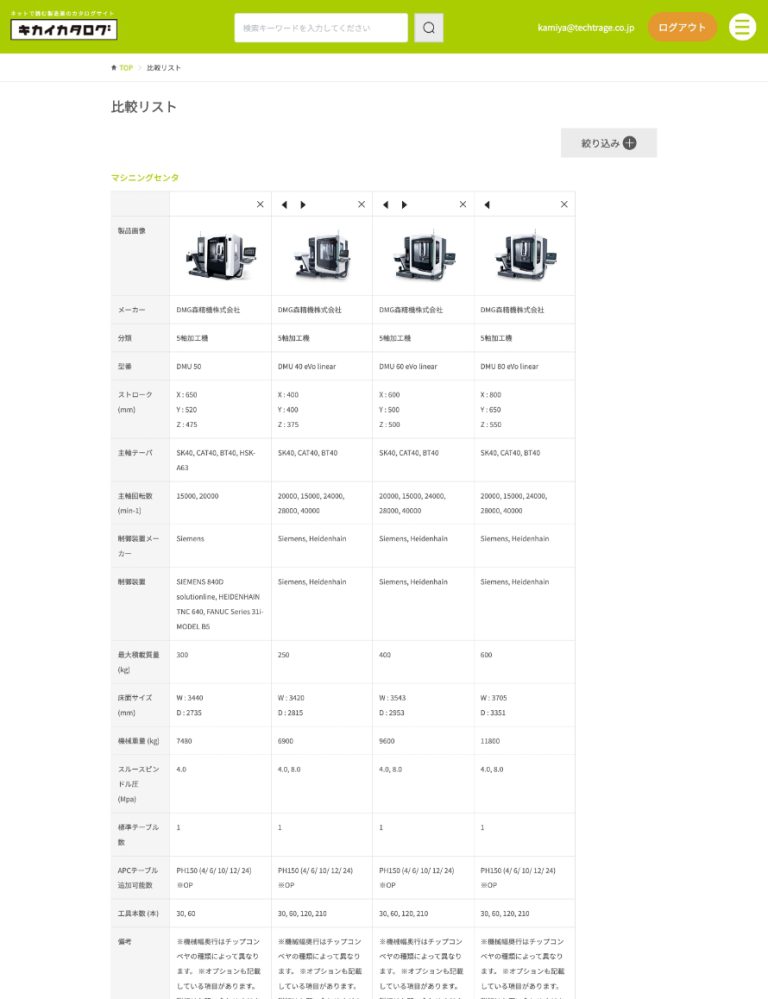 ネットで読む製造業のカタログサイト
キカイカタログ
検索キーワードを入力してください
kamiya@techtrage.co.jp
ログアウト
TOP
比較リスト
比較リスト
絞り込み
マシニングセンタ
製品画像
メーカー
DMG森精機株式会社
DMG森精機株式会社
DMG森精機株式会社
DMG森精機株式会社
分類
5軸加工機
5軸加工機
5軸加工機
5軸加工機
型番
DMU 50
DMU 40 eVo linear
DMU 60 eVo linear
DMU 80 eVo linear
ストローク
(mm)
X : 650
Y : 520
Z : 475
X : 400
Y : 400
Z : 375
X : 600
Y : 500
Z : 500
X : 800
Y : 650
Z : 550
主軸テーパ
SK40, CAT40, BT40, HSK-
A63
SK40, CAT40, BT40
SK40, CAT40, BT40
SK40, CAT40, BT40
主軸回転数
(min-1)
15000, 20000
20000, 15000, 24000,
28000, 40000
20000, 15000, 24000,
28000, 40000
20000, 15000, 24000,
28000, 40000
制御装置メー
カー
Siemens
Siemens, Heidenhain
Siemens, Heidenhain
Siemens, Heidenhain
制御装置
SIEMENS 840D
solutionline, HEIDENHAIN
TNC 640, FANUC Series 31i-
MODEL B5
Siemens, Heidenhain
Siemens, Heidenhain
Siemens, Heidenhain
最大積載質量
(kg)
300
250
400
600
床面サイズ
(mm)
W : 3440
D : 2735
W : 3420
D : 2815
W : 3543
D : 2953
W : 3705
D : 3351
機械重量 (kg)
7480
6900
9600
11800
スルースピン
ドル圧
(Mpa)
4.0
4.0, 8.0
4.0, 8.0
4.0, 8.0
標準テーブル
数
1
1
1
1
APCテーブル
追加可能数
PH150 (4/ 6/ 10/ 12/ 24)
※OP
PH150 (4/ 6/ 10/ 12/ 24)
※OP
PH150 (4/ 6/ 10/ 12/ 24)
※OP
PH150 (4/ 6/ 10/ 12/ 24)
※OP
工具本数 (本)
30, 60
30, 60, 120, 210
30, 60, 120, 210
30, 60, 120, 210
備考
※機械幅奥行はチップコン
ベヤの種類によって異なり
ます。 ※オプションも記載
している項目があります。
※機械幅奥行はチップコン
ベヤの種類によって異なり
ます。 ※オプションも記載
している項目があります。
※機械幅奥行はチップコン
ベヤの種類によって異なり
ます。 ※オプションも記載
している項目があります。
※機械幅奥行はチップコン
ベヤの種類によって異なり
ます。 ※オプションも記載
している項目があります。